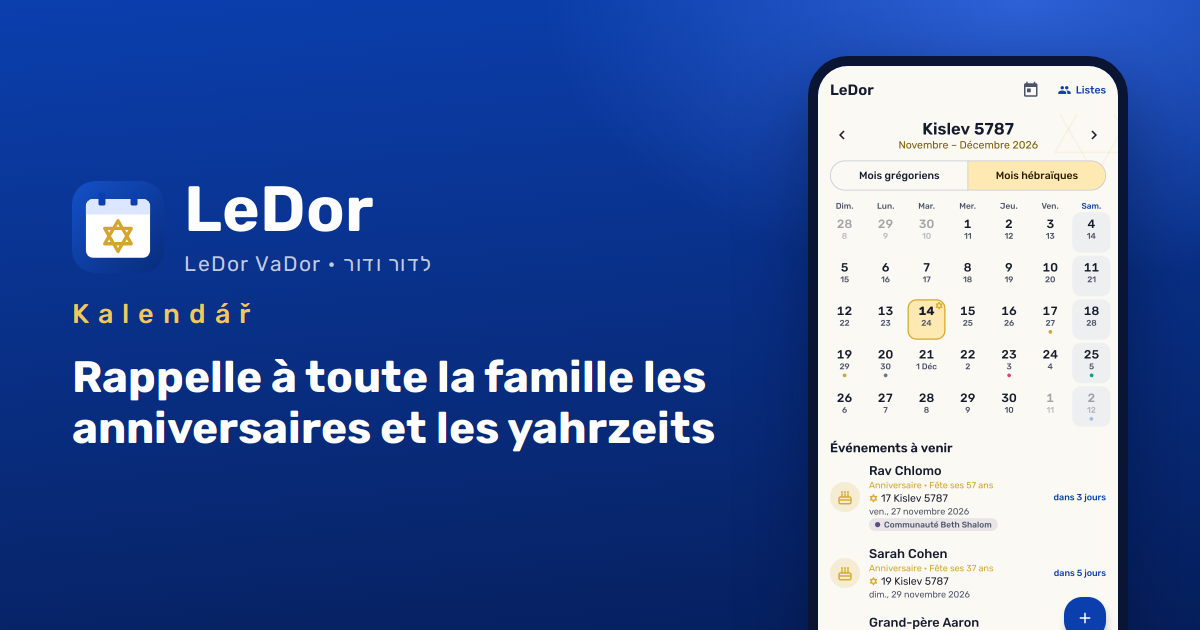 LeDor
LeDor VaDor • לדור ודור
Kalendář
Rappelle à toute la famille les
anniversaires et les yahrzeits
LeDor
Listes
Kislev 5787
Novembre – Décembre 2026
Mois grégoriens Mois hébraïques
Dim. Lun. Mar. Mer. Jeu. Ven. Sam.
28 29 30 1 2 3 4
8 9 10 11 12 13 14
5 6 7 8 9 10 11
15 16 17 18 19 20 21
12 13 14 15 16 17 18
22 23 24 25 26 27 28
19 20 21 22 23 24 25
29 30 1 Déc 2 3 4 5
26 27 28 29 30 1 2
6 7 8 9 10 11 12
Événements à venir
Rav Chlomo
Anniversaire • Fête ses 57 ans
17 Kislev 5787
ven., 27 novembre 2026
Communauté Beth Shalom
dans 3 jours
Sarah Cohen
Anniversaire • Fête ses 37 ans
19 Kislev 5787
dim., 29 novembre 2026
dans 5 jours
Grand-père Aaron
+